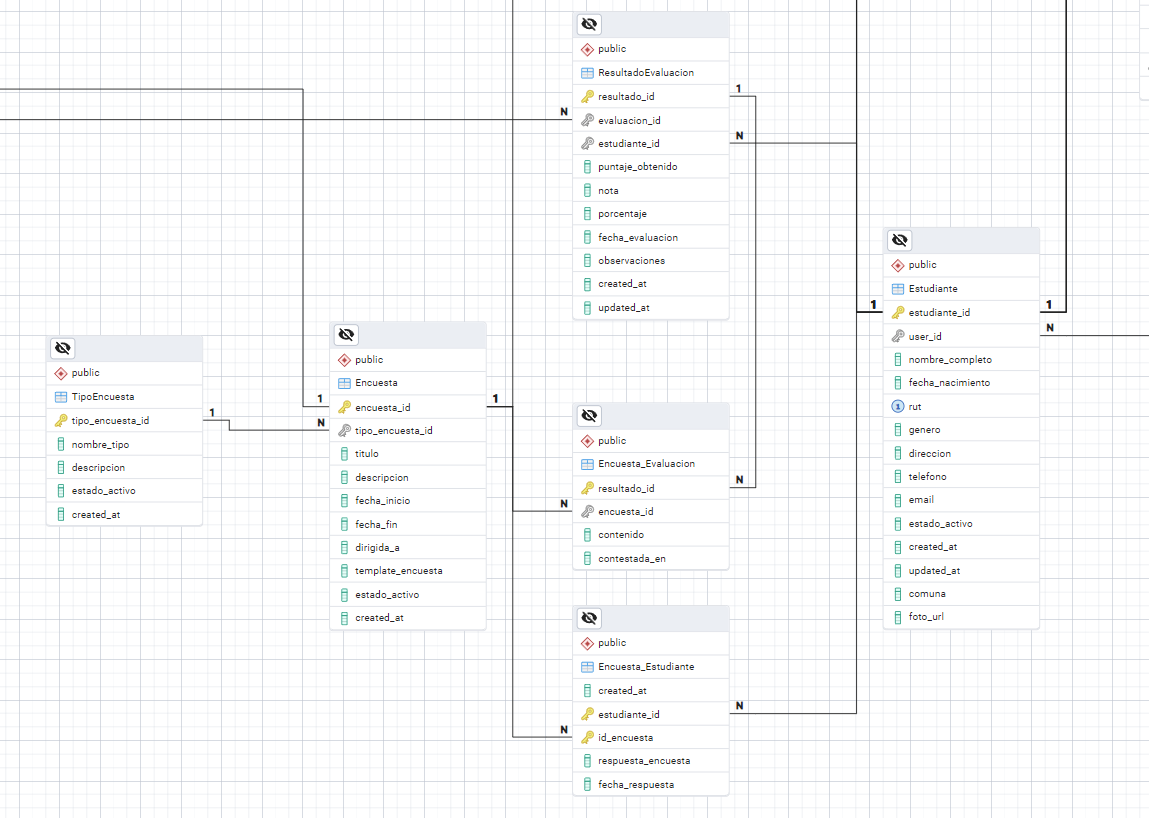 public
ResultadoEvaluacion
resultado_id
evaluacion_id
estudiante_id
puntaje_obtenido
nota
porcentaje
fecha_evaluacion
observaciones
created_at
updated_at
1
N
N
public
TipoEncuesta
tipo_encuesta_id
nombre_tipo
descripcion
estado_activo
created_at
1
1
N
public
Encuesta
encuesta_id
tipo_encuesta_id
titulo
descripcion
fecha_inicio
fecha_fin
dirigida_a
template_encuesta
estado_activo
created_at
1
N
public
Encuesta_Evaluacion
resultado_id
encuesta_id
contenido
contestada_en
N
N
public
Encuesta_Estudiante
created_at
estudiante_id
id_encuesta
respuesta_encuesta
fecha_respuesta
N
1
public
Estudiante
estudiante_id
user_id
nombre_completo
fecha_nacimiento
1 rut
genero
direccion
telefono
email
estado_activo
created_at
updated_at
comuna
foto_url
1
N